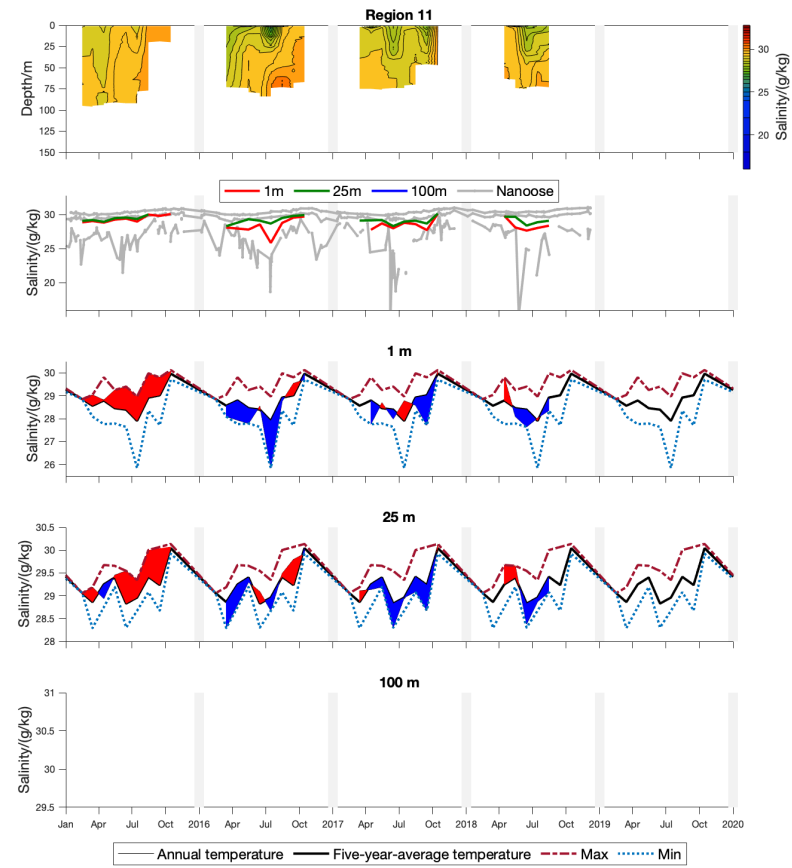 Region 11
0
25
50
75
100
125
150
Depth/m
30
20
Salinity/(g/kg)
1m 25m 100m Nanoose
30
25
20
Salinity/(g/kg)
1 m
30
29
28
27
26
Salinity/(g/kg)
25 m
30.5
30
29.5
29
28.5
28
Salinity/(g/kg)
100 m
31
30.5
30
29.5
Salinity/(g/kg)
Jan Apr Jul Oct 2016 Apr Jul Oct 2017 Apr Jul Oct 2018 Apr Jul Oct 2019 Apr Jul Oct 2020
Annual temperature Five-year-average temperature Max Min